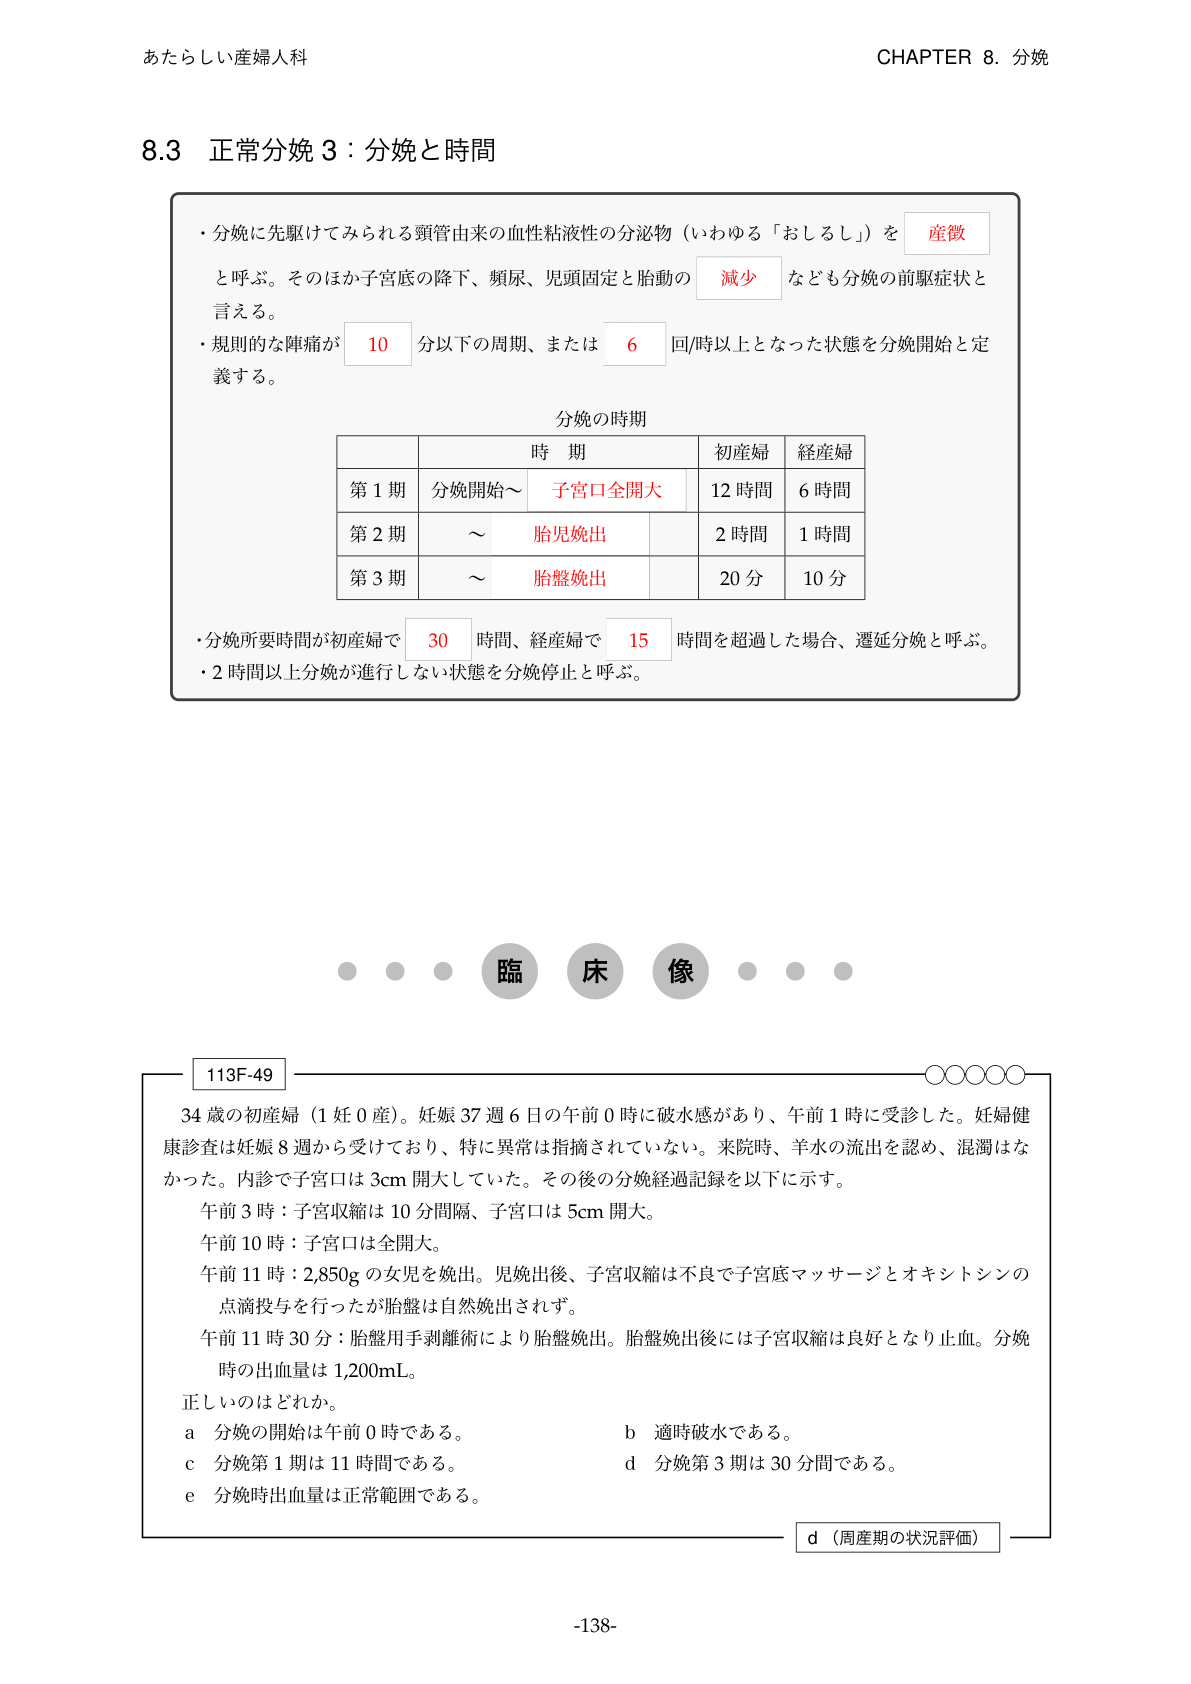 あたらしい産婦人科
CHAPTER 8. 分娩
8.3 正常分娩 3：分娩と時間
・分娩に先駆けてみられる頸管由来の血性粘液性の分泌物（いわゆる「おしるし」）を 産徴
と呼ぶ。そのほか子宮底の降下、頻尿、児頭固定と胎動の 減少 なども分娩の前駆症状と
言える。
・規則的な陣痛が 10 分以下の周期、または 6 回/時以上となった状態を分娩開始と定
義する。
分娩の時期
時 期 初産婦 経産婦
第 1 期 分娩開始〜 子宮口全開大 12 時間 6 時間
第 2 期 〜 胎児娩出 2 時間 1 時間
第 3 期 〜 胎盤娩出 20 分 10 分
・分娩所要時間が初産婦で 30 時間、経産婦で 15 時間を超過した場合、遷延分娩と呼ぶ。
・2 時間以上分娩が進行しない状態を分娩停止と呼ぶ。
臨 床 像
113F-49
34 歳の初産婦（1 妊 0 産）。妊娠 37 週 6 日の午前 0 時に破水感があり、午前 1 時に受診した。妊婦健
康診査は妊娠 8 週から受けており、特に異常は指摘されていない。来院時、羊水の流出を認め、混濁はな
かった。内診で子宮口は 3cm 開大していた。その後の分娩経過記録を以下に示す。
午前 3 時：子宮収縮は 10 分間隔、子宮口は 5cm 開大。
午前 10 時：子宮口は全開大。
午前 11 時：2,850g の女児を娩出。児娩出後、子宮収縮は不良で子宮底マッサージとオキシトシンの
点滴投与を行ったが胎盤は自然娩出されず。
午前 11 時 30 分：胎盤用手剥離術により胎盤娩出。胎盤娩出後には子宮収縮は良好となり止血。分娩
時の出血量は 1,200mL。
正しいのはどれか。
a 分娩の開始は午前 0 時である。 b 適時破水である。
c 分娩第 1 期は 11 時間である。 d 分娩第 3 期は 30 分間である。
e 分娩時出血量は正常範囲である。
d （周産期の状況評価）
-138-